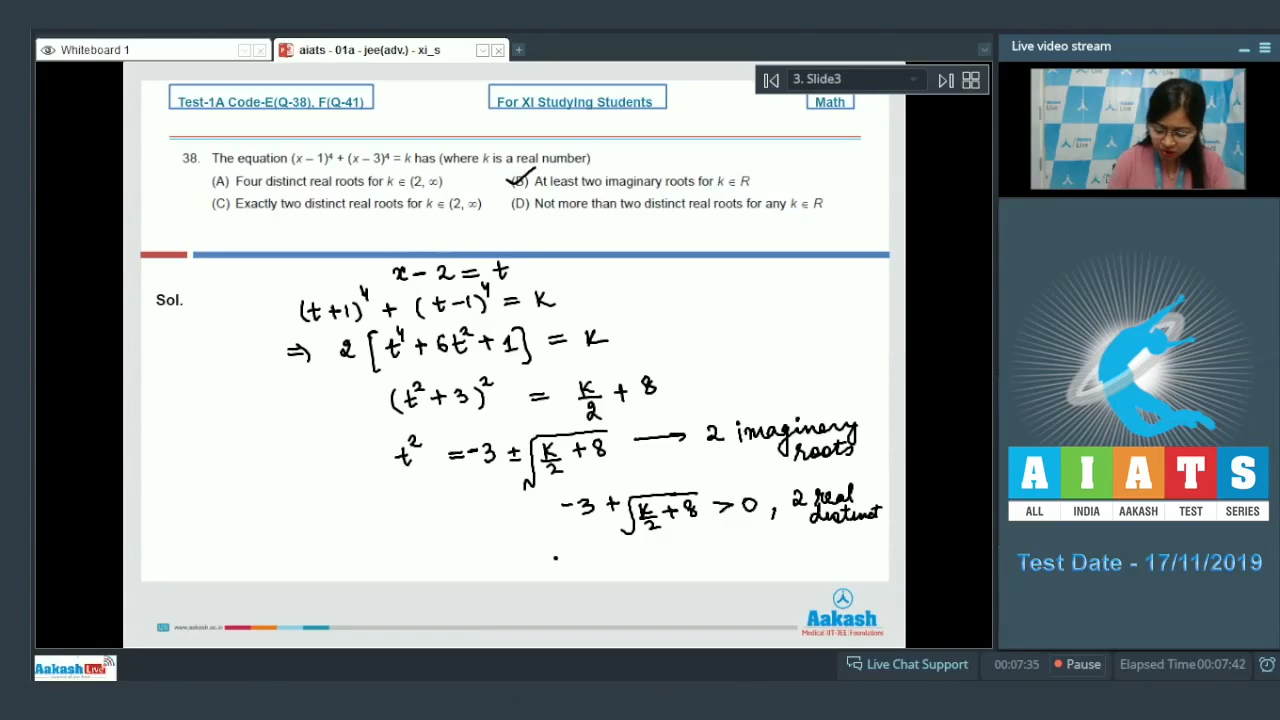 Whiteboard 1
aiats - 01a - jee(adv.) - xi_s
Live video stream
3. Slide3
Test-1A Code-E(Q-38), F(Q-41)
For XI Studying Students
Math
38. The equation (x – 1)⁴ + (x – 3)⁴ = k has (where k is a real number)
(A) Four distinct real roots for k ∈ (2, ∞)
(B) At least two imaginary roots for k ∈ R
(C) Exactly two distinct real roots for k ∈ (2, ∞)
(D) Not more than two distinct real roots for any k ∈ R
x - 2 = t
Sol.
(t+1)⁴ + (t-1)⁴ = K
⇒ 2 [t⁴ + 6t² + 1] = K
(t² + 3)² = K/2 + 8
t² = -3 ± √(K/2 + 8) → 2 imaginary
roots
-3 + √(K/2 + 8) > 0, 2 real
distinct
AIATS
ALL INDIA AAKASH TEST SERIES
Test Date - 17/11/2019
www.aakash.ac.in
Aakash
Medical IIT-JEE Foundations
Aakash Live
Live Chat Support
00:07:35
Pause
Elapsed Time 00:07:42